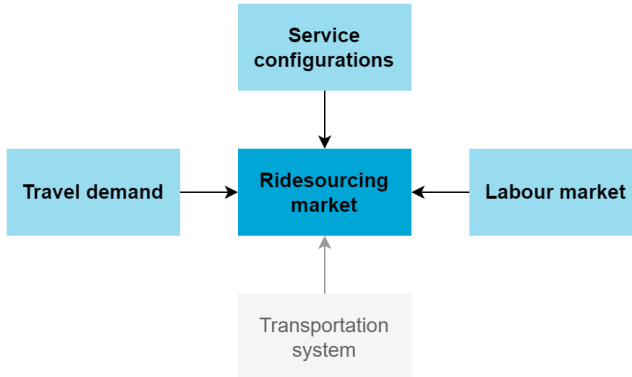 Service
configurations
Travel demand
Ridesourcing
market
Labour market
Transportation
system